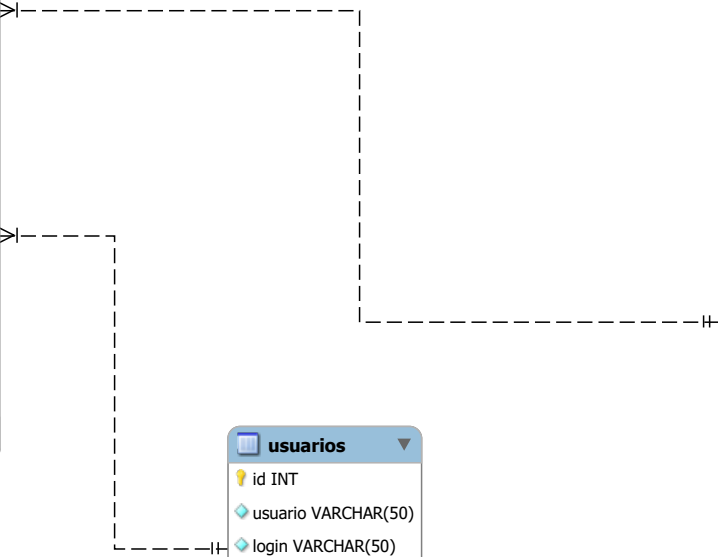 usuarios
id INT
usuario VARCHAR(50)
login VARCHAR(50)